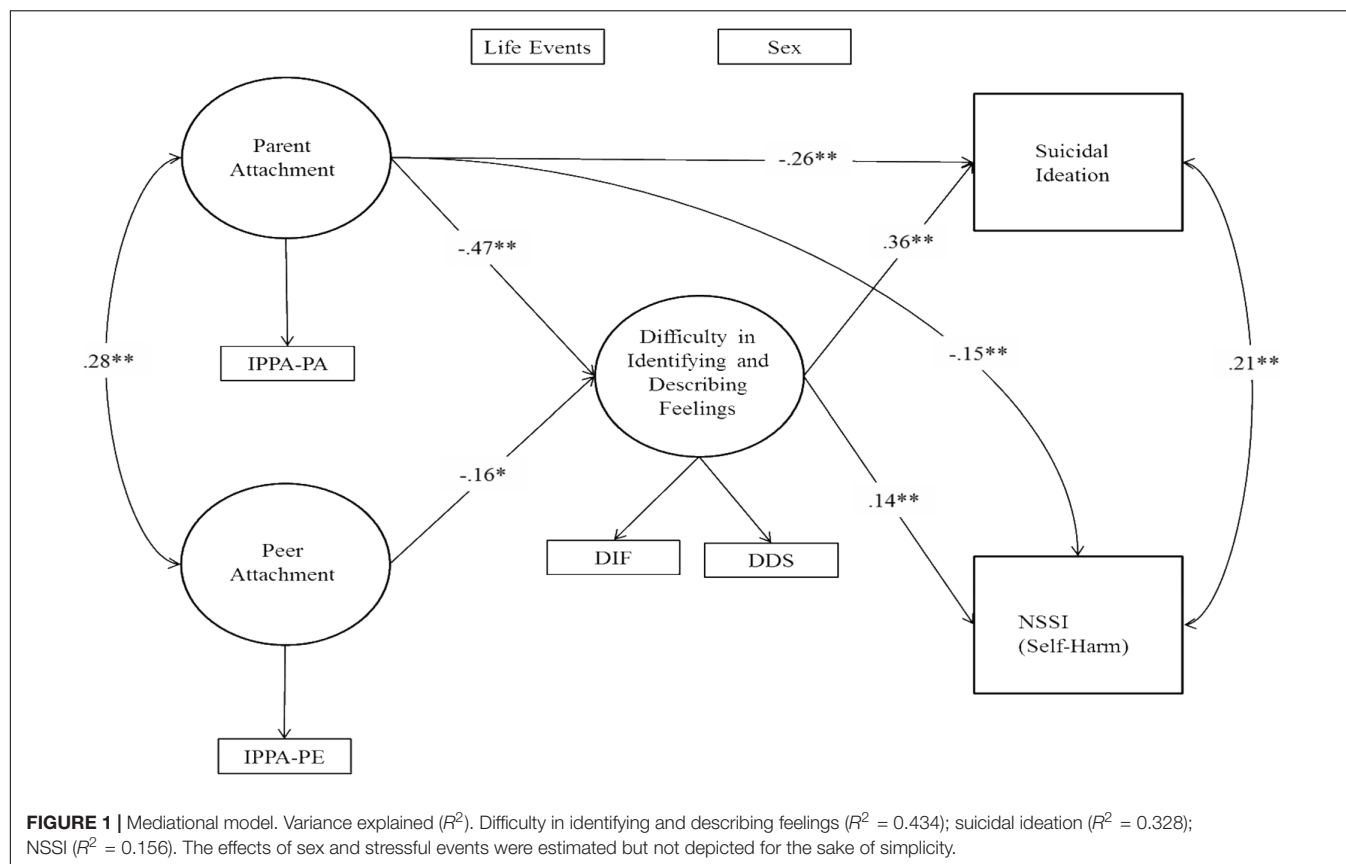 Life Events
Sex
Parent
Attachment
Suicidal
Ideation
-.26**
-.47**
.36**
Difficulty in
Identifying and
Describing
Feelings
IPPA-PA
.28**
-.15**
.21**
-.16*
.14**
Peer
Attachment
DIF
DDS
NSSI
(Self-Harm)
IPPA-PE
FIGURE 1 | Mediational model. Variance explained (R²). Difficulty in identifying and describing feelings (R² = 0.434); suicidal ideation (R² = 0.328);
NSSI (R² = 0.156). The effects of sex and stressful events were estimated but not depicted for the sake of simplicity.